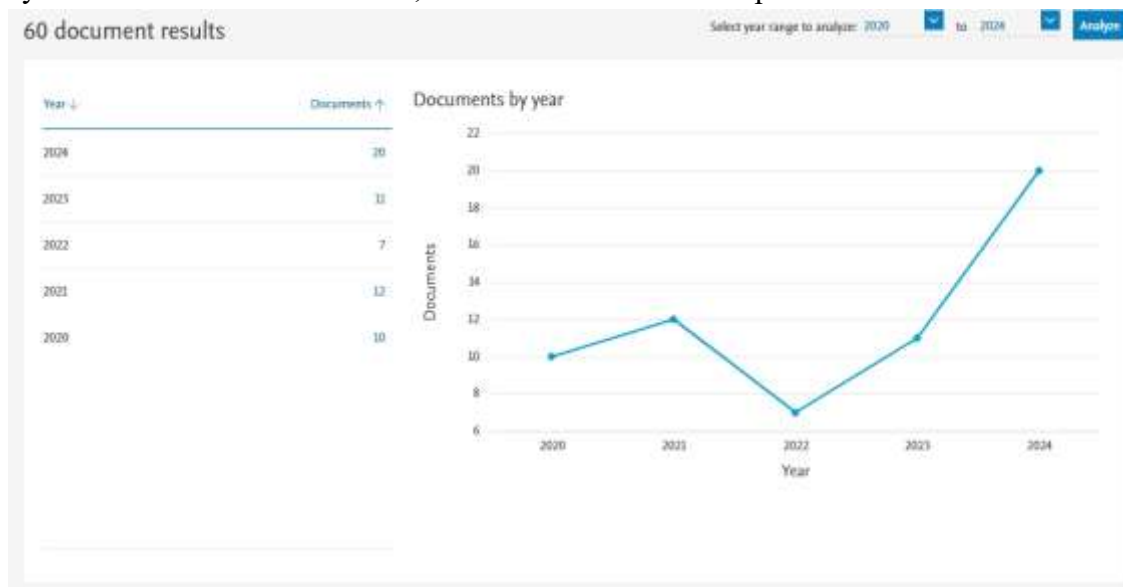 60 document results
Select year range to analyze: 2020 to 2024 Analyze
Year ↓ Documents ↑
2024 20
2023 11
2022 7
2021 12
2020 10
Documents by year
22
20
18
16
14
12
10
8
6
Documents
2020 2021 2022 2023 2024
Year